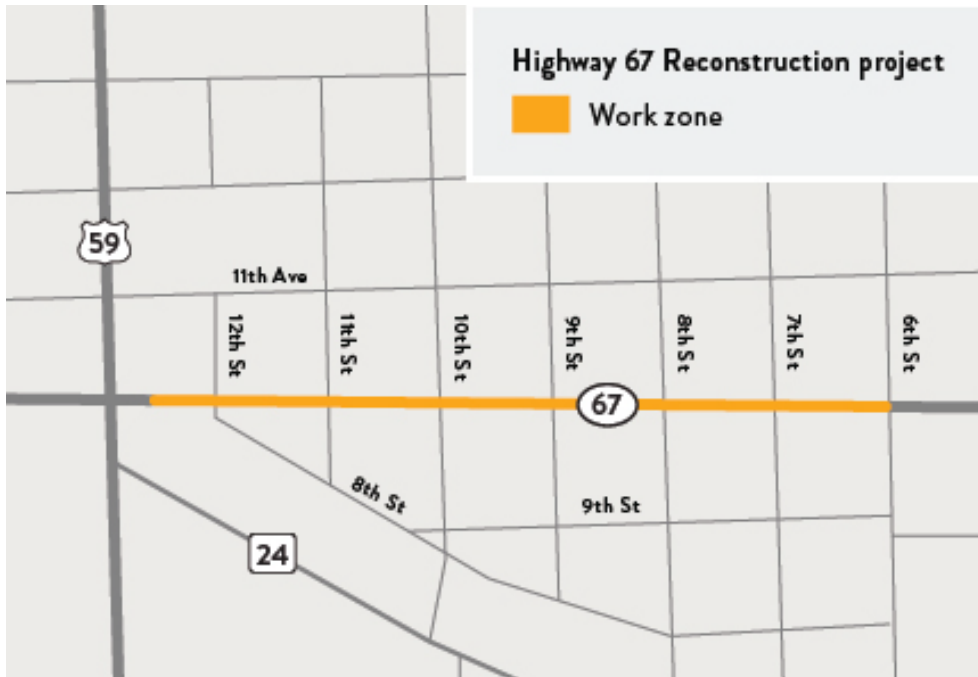 Highway 67 Reconstruction project
Work zone
59
11th Ave
12th St
11th St
10th St
9th St
8th St
7th St
6th St
67
8th St
9th St
24